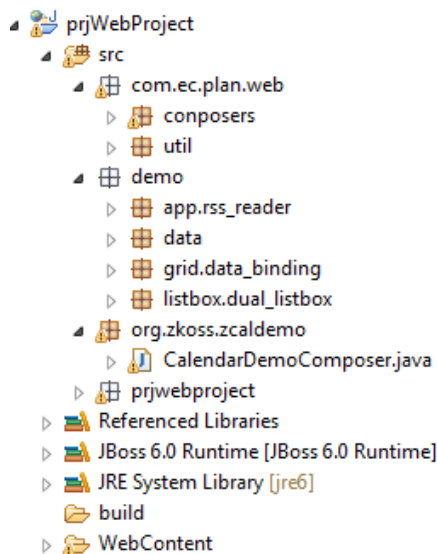 prjWebProject
src
com.ec.plan.web
conposers
util
demo
app.rss_reader
data
grid.data_binding
listbox.dual_listbox
org.zkoss.zcaldemo
CalendarDemoComposer.java
prjwebproject
Referenced Libraries
JBoss 6.0 Runtime [JBoss 6.0 Runtime]
JRE System Library [jre6]
build
WebContent